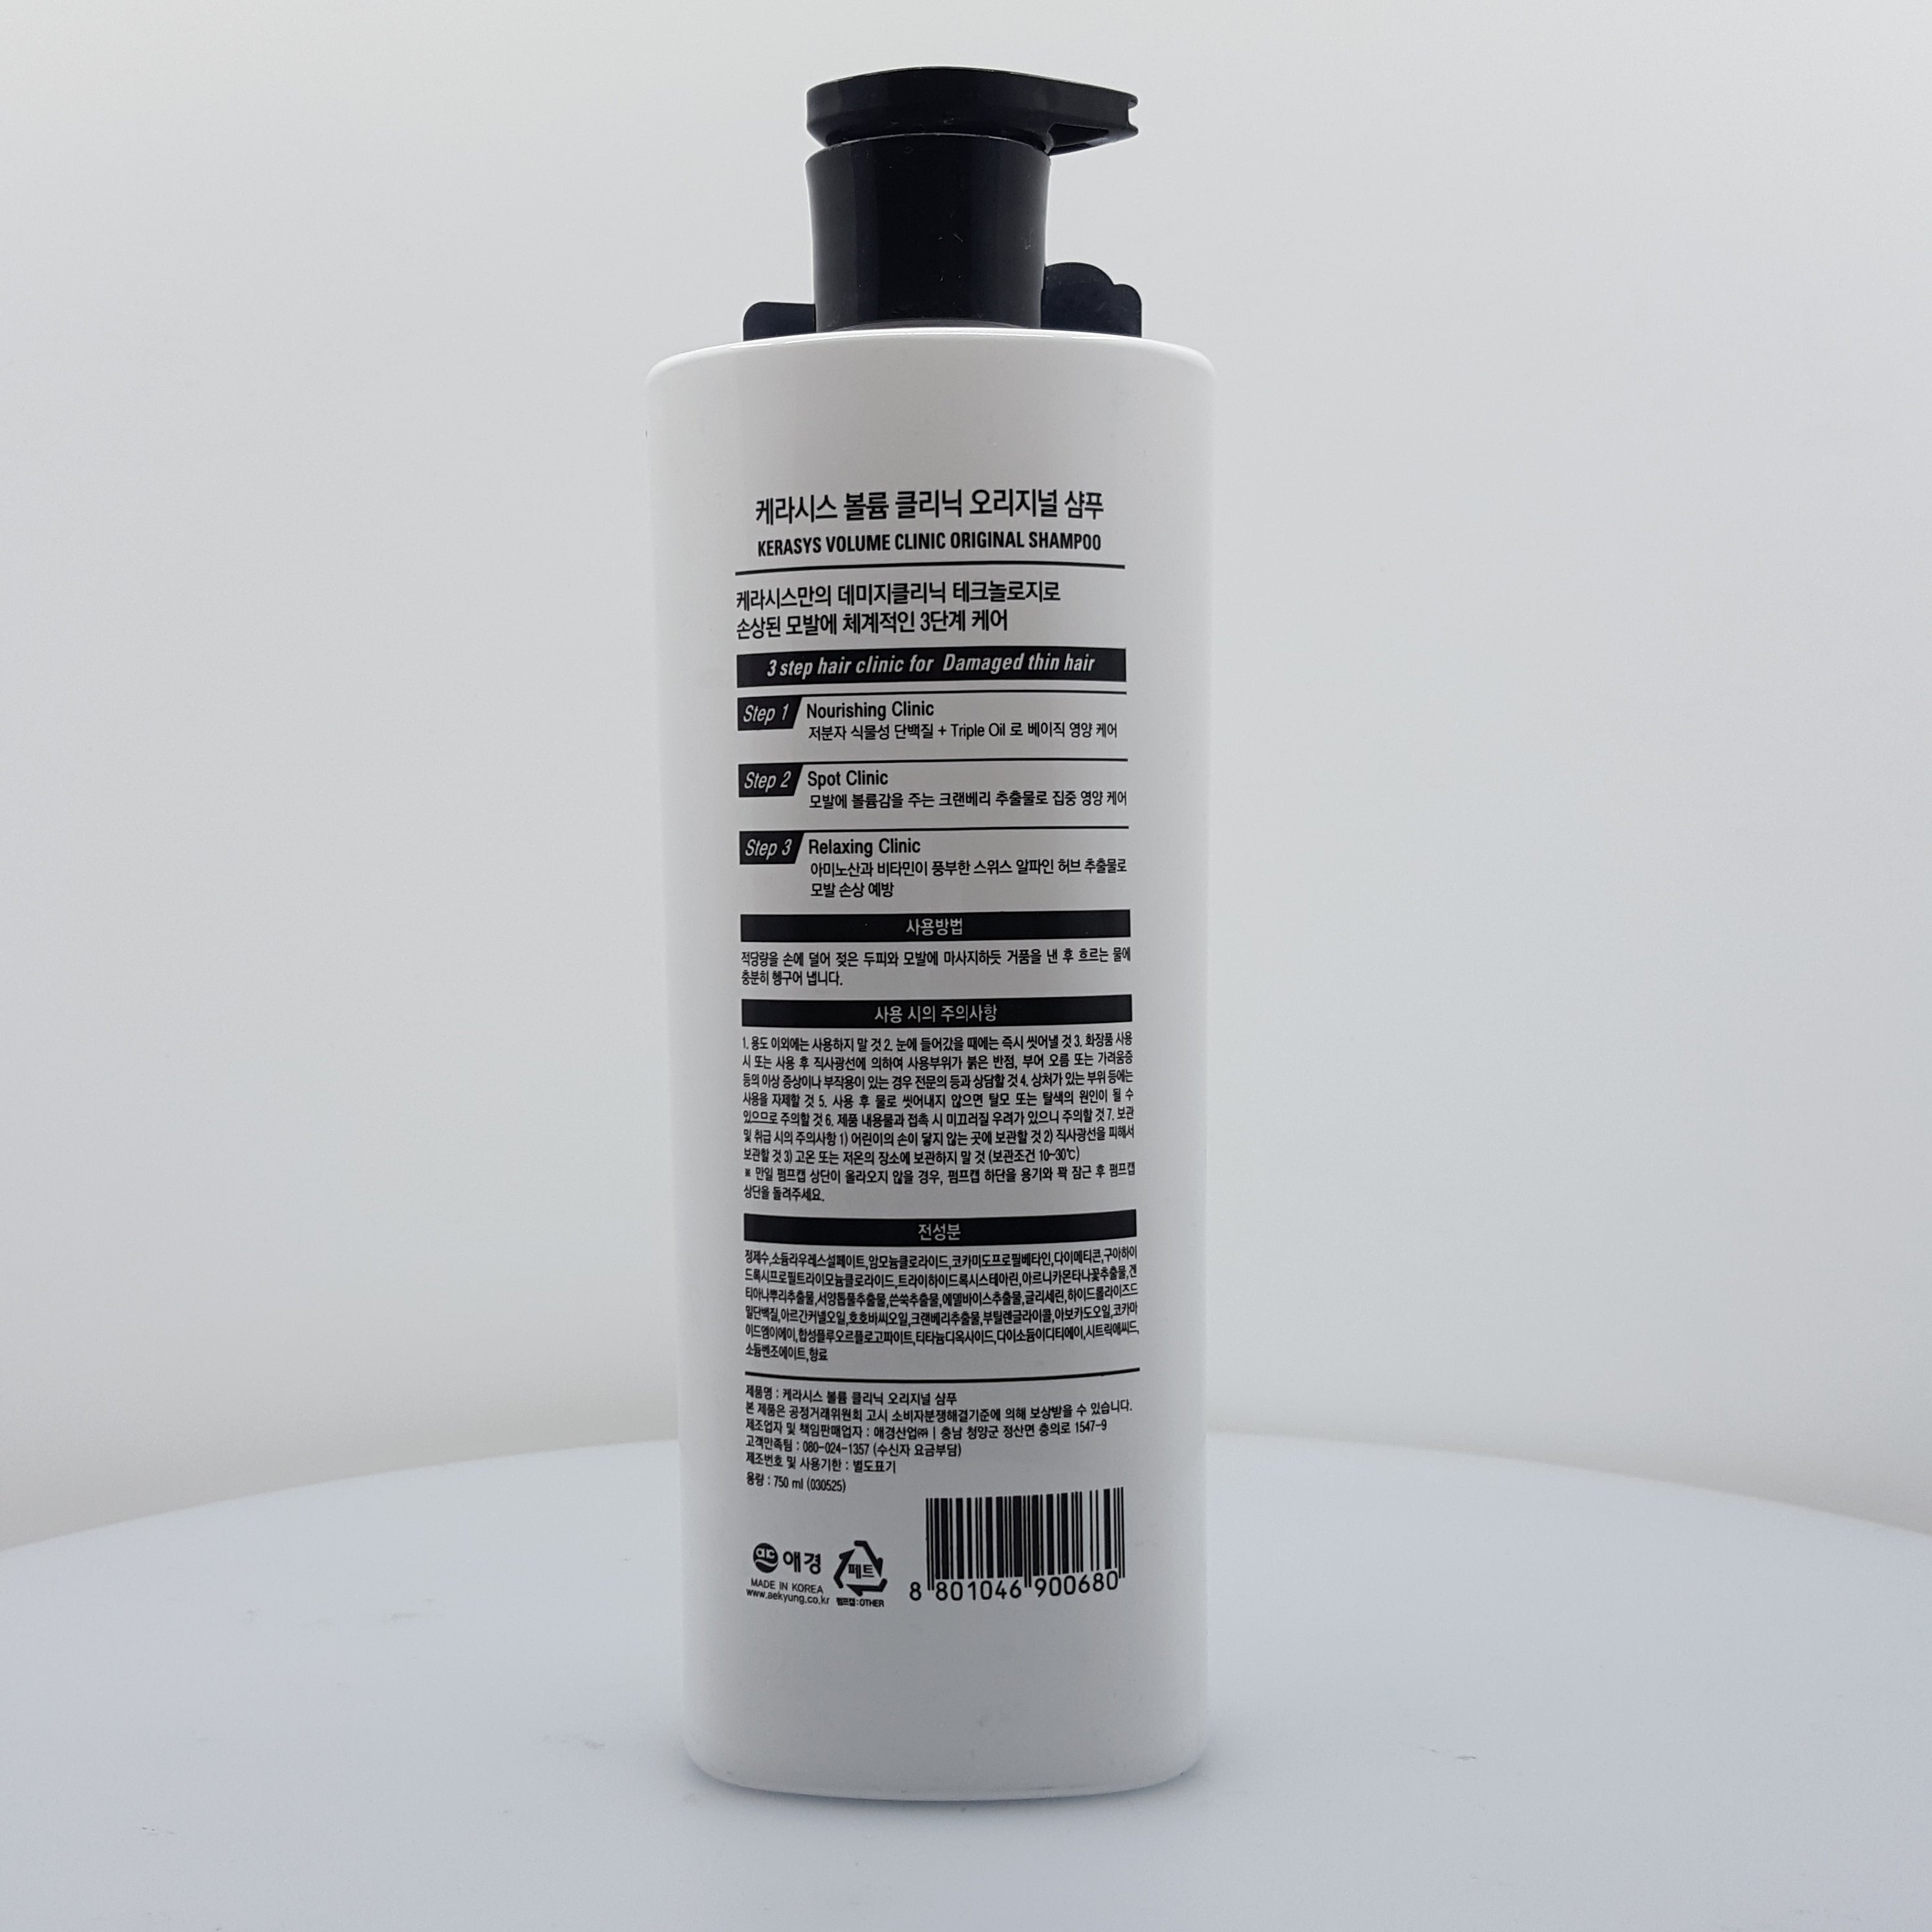 케라시스 볼륨 클리닉 오리지널 샴푸
KERASYS VOLUME CLINIC ORIGINAL SHAMPOO
케라시스만의 데미지클리닉 테크놀로지로
손상된 모발에 체계적인 3단계 케어
3 step hair clinic for Damaged thin hair
Step 1 Nourishing Clinic
저분자 식물성 단백질 + Triple Oil 로 베이직 영양 케어
Step 2 Spot Clinic
모발에 볼륨감을 주는 크랜베리 추출물로 집중 영양 케어
Step 3 Relaxing Clinic
아미노산과 비타민이 풍부한 스위스 알파인 허브 추출물로
모발 손상 예방
사용방법
적당량을 손에 덜어 젖은 두피와 모발에 마사지하듯 거품을 낸 후 흐르는 물에
충분히 헹구어 냅니다.
사용 시의 주의사항
1. 용도 이외에는 사용하지 말 것 2. 눈에 들어갔을 때에는 즉시 씻어낼 것 3. 화장품 사용
시 또는 사용 후 직사광선에 의하여 사용부위가 붉은 반점, 부어 오름 또는 가려움증
등의 이상 증상이나 부작용이 있는 경우 전문의 등과 상담할 것 4. 상처가 있는 부위 등에는
사용을 자제할 것 5. 사용 후 물로 씻어내지 않으면 탈모 또는 탈색의 원인이 될 수
있으므로 주의할 것 6. 제품 내용물과 접촉 시 미끄러질 우려가 있으니 주의할 것 7. 보관
및 취급 시의 주의사항 1) 어린이의 손이 닿지 않는 곳에 보관할 것 2) 직사광선을 피해서
보관할 것 3) 고온 또는 저온의 장소에 보관하지 말 것 (보관조건 10~30℃)
※ 만일 펌프캡 상단이 올라오지 않을 경우, 펌프캡 하단을 용기와 꽉 잠근 후 펌프캡
상단을 돌려주세요.
전성분
정제수,소듐라우레스설페이트,암모늄클로라이드,코카미도프로필베타인,다이메티콘,구아하이
드록시프로필트라이모늄클로라이드,트라이하이드록시스테아린,아르니카몬타나꽃추출물,겐
티아나뿌리추출물,서양톱풀추출물,쓴쑥추출물,에델바이스추출물,글리세린,하이드롤라이즈드
밀단백질,아르간커넬오일,호호바씨오일,크랜베리추출물,부틸렌글라이콜,아보카도오일,코카마
이드엠이에이,합성플루오르플로고파이트,티타늄디옥사이드,다이소듐이디티에이,시트릭애씨드,
소듐벤조에이트,향료
제품명 : 케라시스 볼륨 클리닉 오리지널 샴푸
본 제품은 공정거래위원회 고시 소비자분쟁해결기준에 의해 보상받을 수 있습니다.
제조업자 및 책임판매업자 : 애경산업㈜ | 충남 청양군 정산면 충의로 1547-9
고객만족팀 : 080-024-1357 (수신자 요금부담)
제조번호 및 사용기한 : 별도표기
용량 : 750 ml (030525)
애경
MADE IN KOREA
www.aekyung.co.kr
페트
펌프캡:OTHER
8 801046 900680